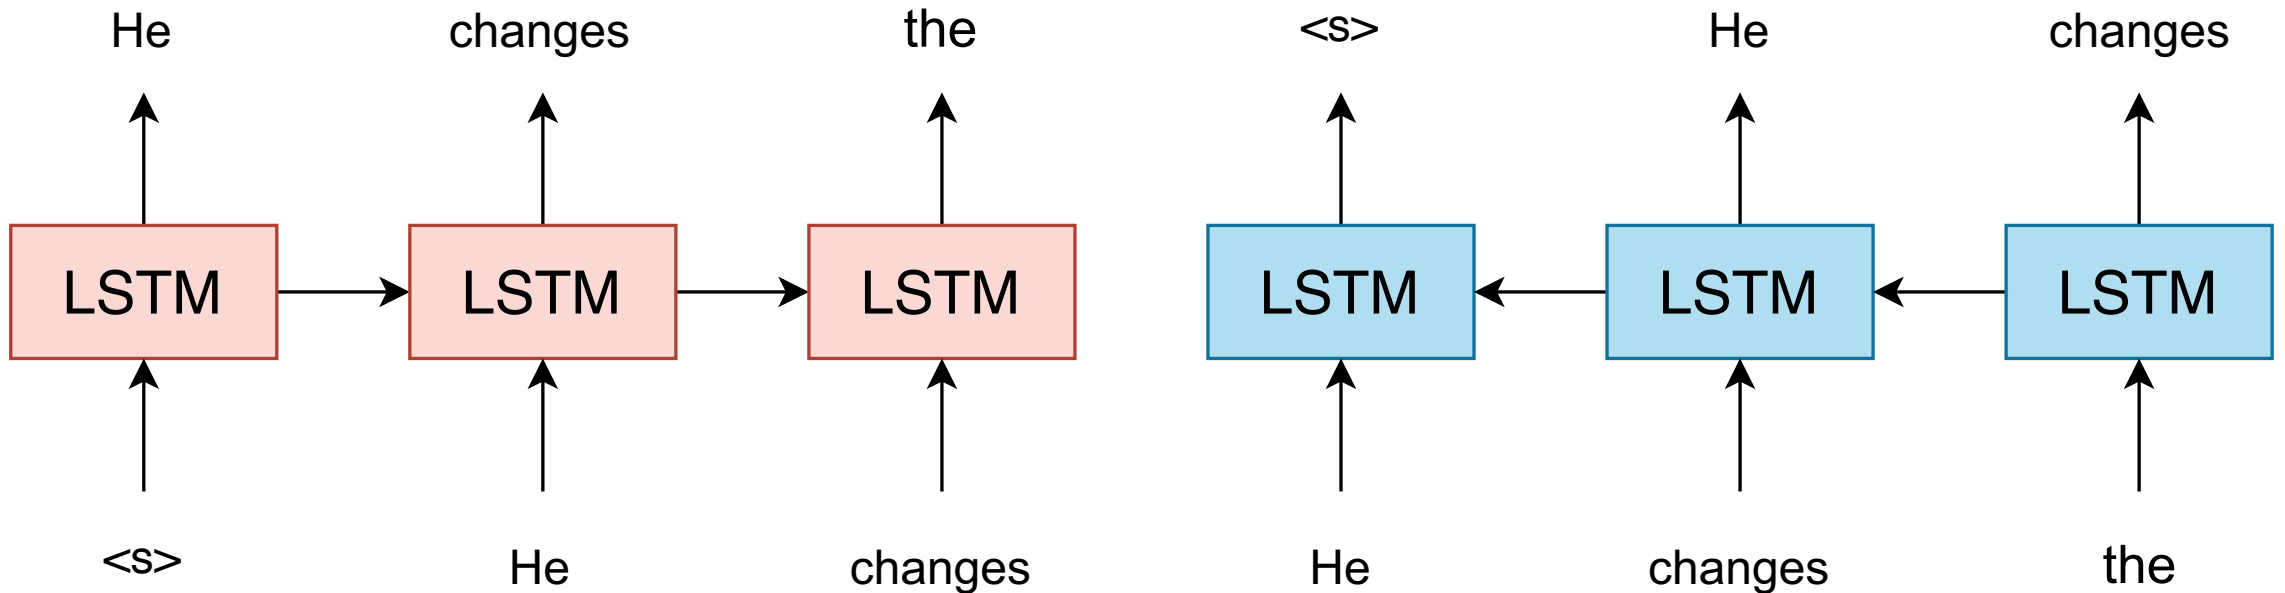 He changes the <s> He changes
LSTM LSTM LSTM LSTM LSTM LSTM
<s> He changes He changes the